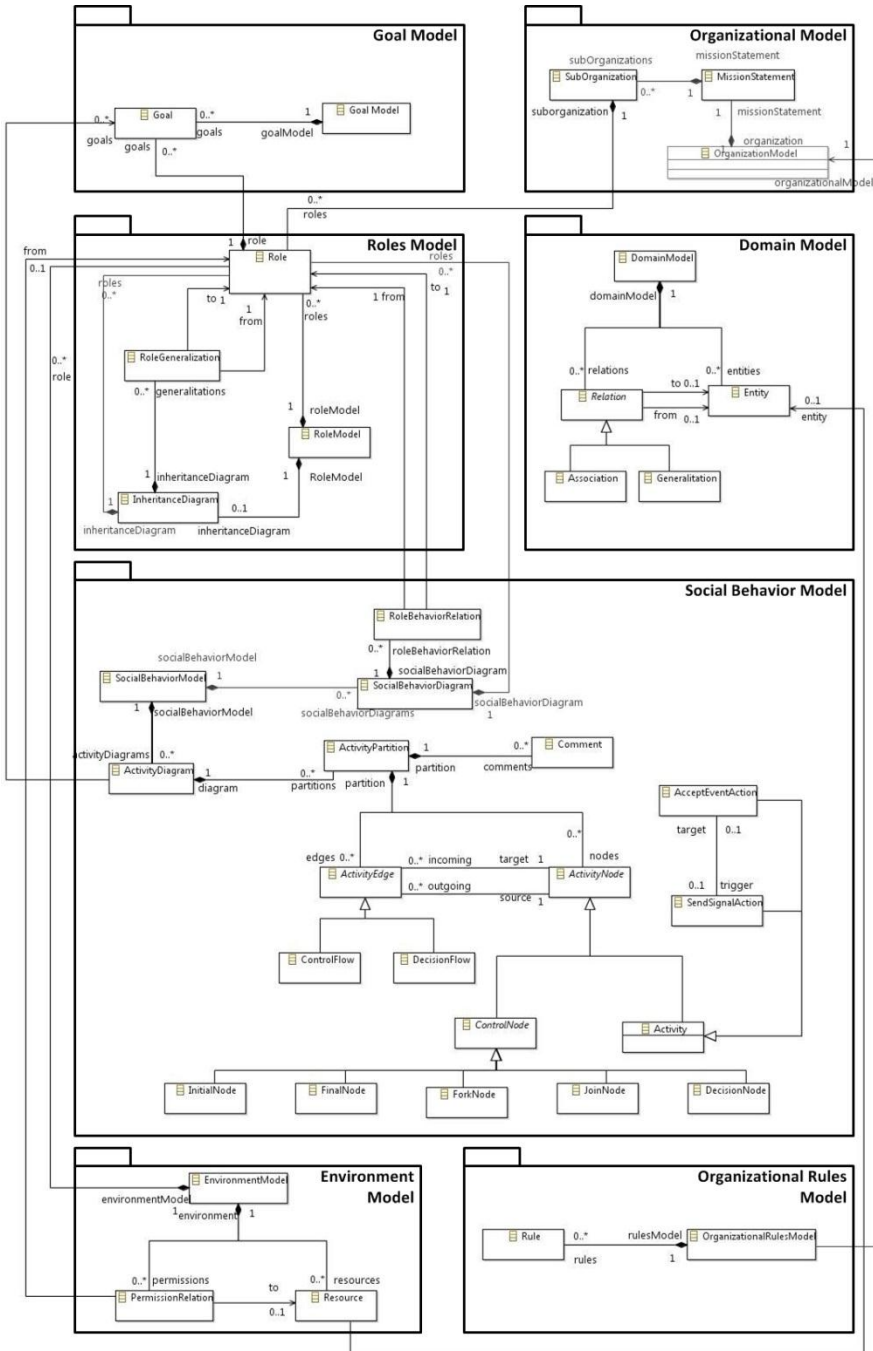 Goal Model
Organizational Model
subOrganizations
missionStatement
SubOrganization
MissionStatement
0..*
1
suborganization
1
1
missionStatement
organization
1
OrganizationModel
1
organizationalModel
0..*
Goal
0..*
1
Goal Model
goals
goals
goalModel
goals
0..*
0..*
roles
from
0..1
1
role
Roles Model
Role
roles
0..*
roles
0..*
to 1
1
from
0..*
roles
1 from
to 1
0..*
role
RoleGeneralization
0..*
generalitations
1
roleModel
RoleModel
1
inheritanceDiagram
1
RoleModel
1
InheritanceDiagram
0..1
inheritanceDiagram
inheritanceDiagram
Domain Model
DomainModel
domainModel
1
0..*
relations
0..*
entities
Relation
to 0..1
from
0..1
Entity
0..1
entity
Association
Generalitation
Social Behavior Model
RoleBehaviorRelation
0..*
roleBehaviorRelation
socialBehaviorModel
1
socialBehaviorDiagram
SocialBehaviorModel
1
SocialBehaviorDiagram
1
socialBehaviorModel
0..*
socialBehaviorDiagrams
socialBehaviorDiagram
1
activityDiagrams
0..*
ActivityDiagram
1
diagram
0..*
partitions
ActivityPartition
1
partition
0..*
comments
Comment
partition
1
AcceptEventAction
target
0..1
0..1
trigger
SendSignalAction
0..*
edges 0..*
0..* incoming
target
1
nodes
ActivityEdge
0..* outgoing
source
1
ActivityNode
ControlFlow
DecisionFlow
ControlNode
Activity
InitialNode
FinalNode
ForkNode
JoinNode
DecisionNode
Environment
Model
EnvironmentModel
environmentModel
1
environment
1
0..*
permissions
0..*
resources
PermissionRelation
to
0..1
Resource
Organizational Rules
Model
Rule
0..*
rules
rulesModel
1
OrganizationalRulesModel